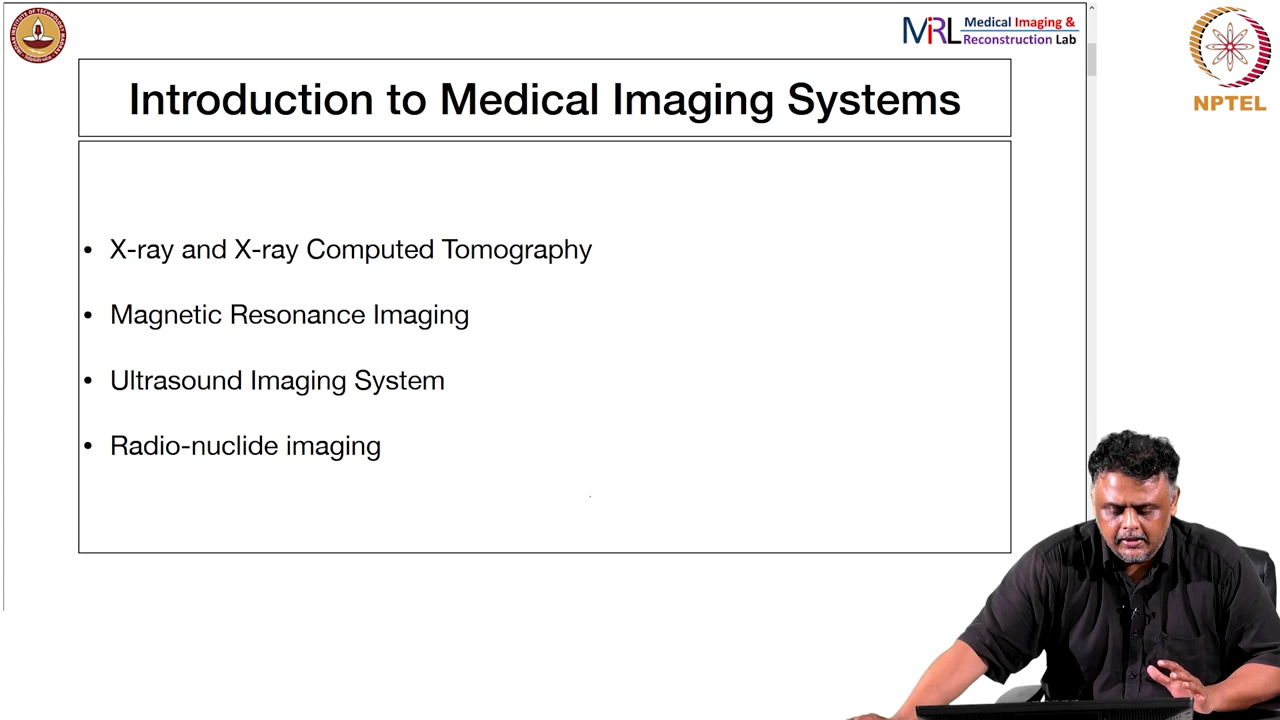 MIRL Medical Imaging &
Reconstruction Lab
NPTEL
Introduction to Medical Imaging Systems
• X-ray and X-ray Computed Tomography
• Magnetic Resonance Imaging
• Ultrasound Imaging System
• Radio-nuclide imaging